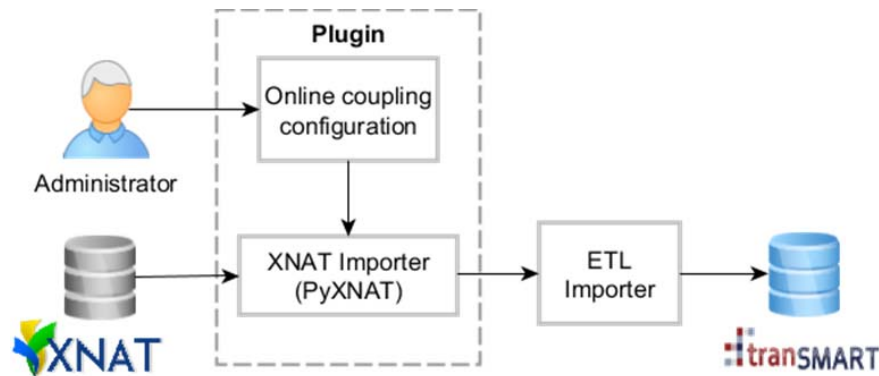 Plugin
Online coupling
configuration
Administrator
XNAT Importer
(PyXNAT)
ETL
Importer
XNAT
tranSMART